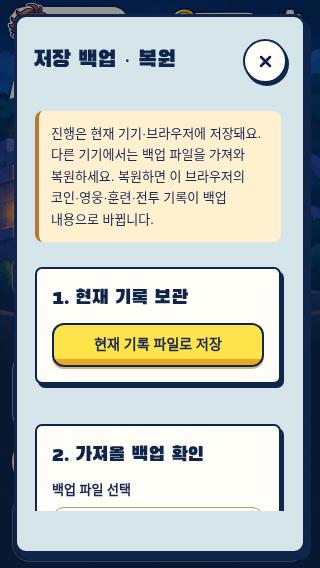 저장 백업 · 복원
진행은 현재 기기·브라우저에 저장돼요.
다른 기기에서는 백업 파일을 가져와
복원하세요. 복원하면 이 브라우저의
코인·영웅·훈련·전투 기록이 백업
내용으로 바뀝니다.
1. 현재 기록 보관
현재 기록 파일로 저장
2. 가져올 백업 확인
백업 파일 선택